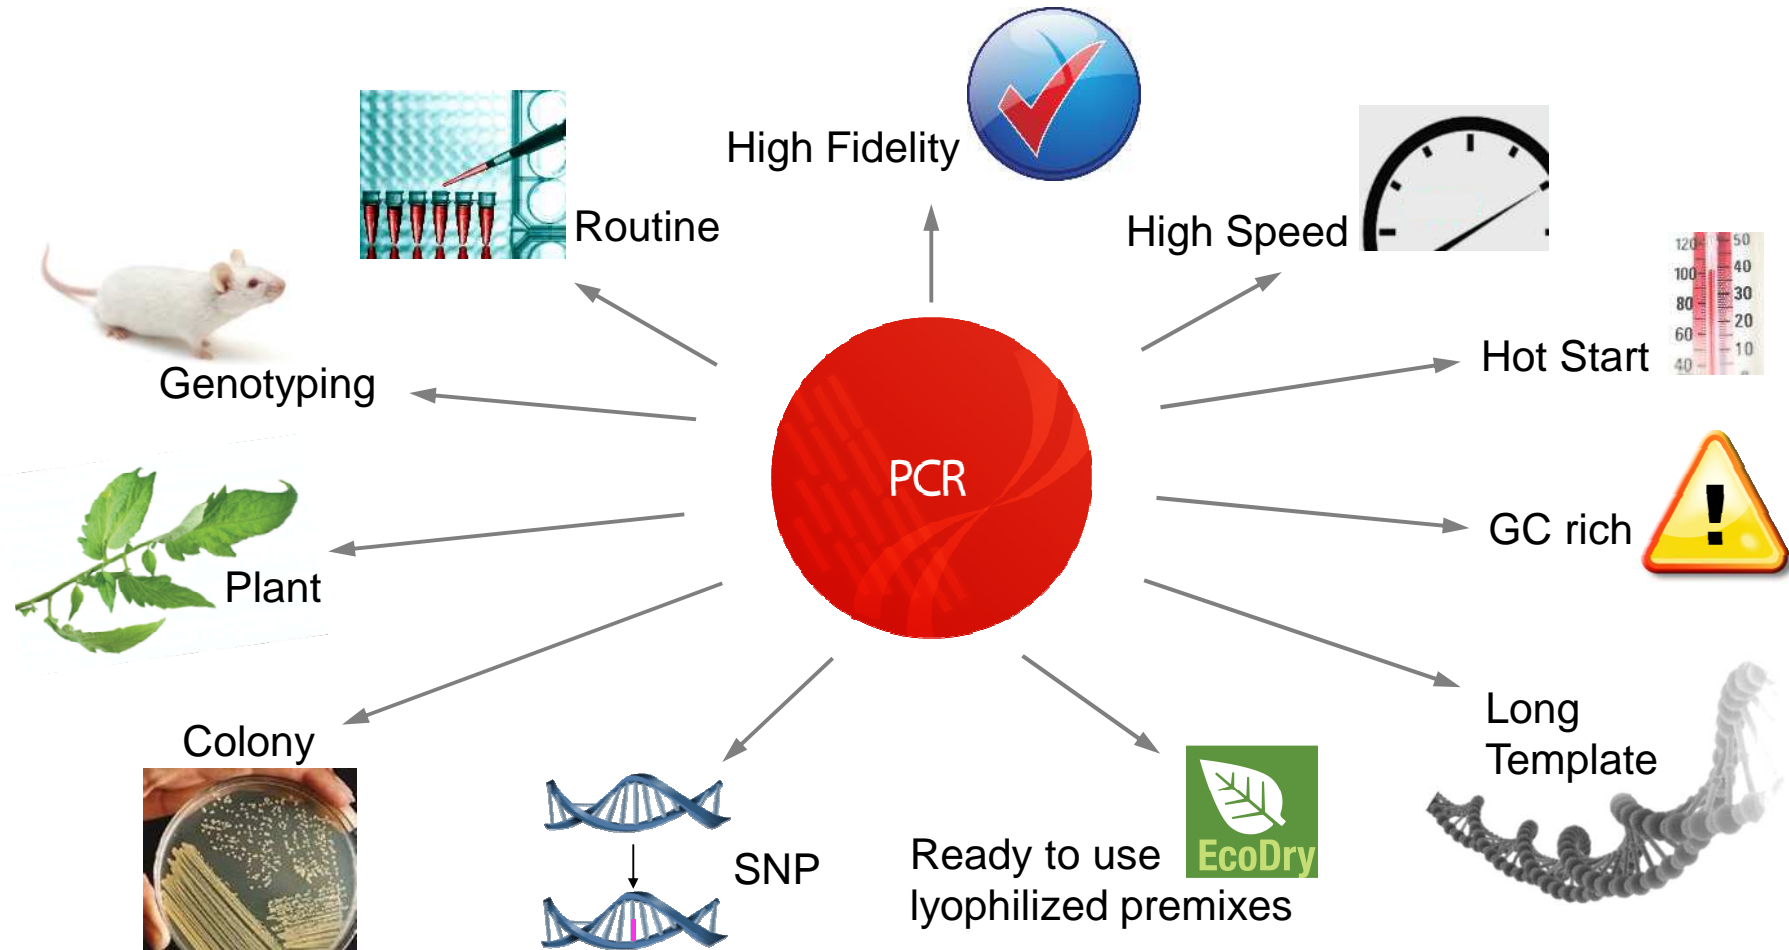 High Fidelity
Routine
High Speed
120
50
100
40
80
30
60
20
40
10
Hot Start
Genotyping
PCR
GC rich
Plant
Long
Template
Colony
SNP
EcoDry
Ready to use
lyophilized premixes